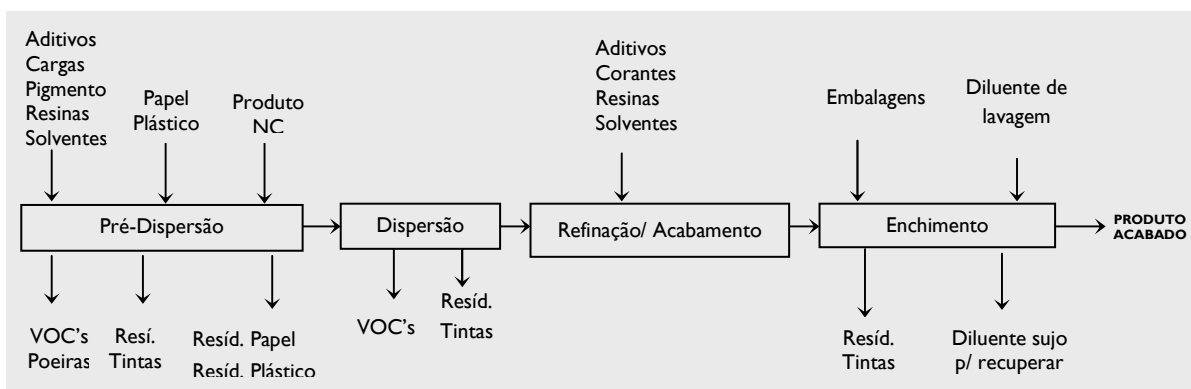 Aditivos
Cargas
Pigmento
Resinas
Solventes
Papel
Plástico
Produto
NC
Aditivos
Corantes
Resinas
Solventes
Embalagens
Diluente de
lavagem
Pré-Dispersão
Dispersão
Refinação/ Acabamento
Enchimento
PRODUTO
ACABADO
VOC's
Poeiras
Resí.
Tintas
Resíd. Papel
Resíd. Plástico
VOC's
Resíd.
Tintas
Resíd.
Tintas
Diluente sujo
p/ recuperar